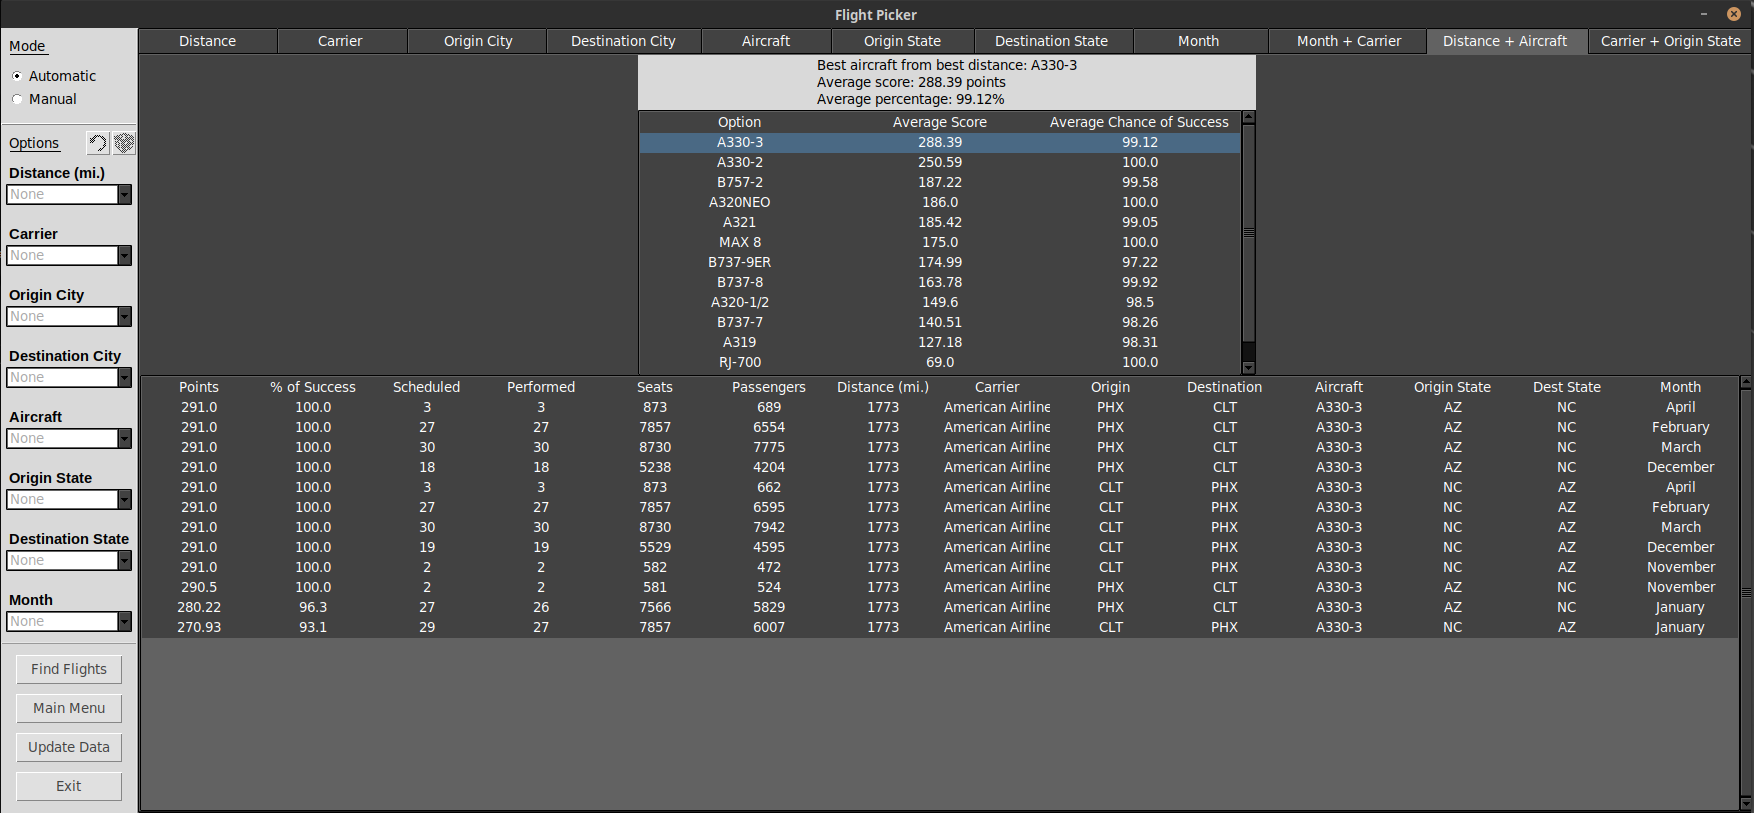 Flight Picker
Mode
Automatic
Manual
Options
Distance (mi.)
None
Carrier
None
Origin City
None
Destination City
None
Aircraft
None
Origin State
None
Destination State
None
Month
None
Find Flights
Main Menu
Update Data
Exit
Distance Carrier Origin City Destination City Aircraft Origin State Destination State Month Month + Carrier Distance + Aircraft Carrier + Origin State
Best aircraft from best distance: A330-3
Average score: 288.39 points
Average percentage: 99.12%
Option Average Score Average Chance of Success
A330-3 288.39 99.12
A330-2 250.59 100.0
B757-2 187.22 99.58
A320NEO 186.0 100.0
A321 185.42 99.05
MAX 8 175.0 100.0
B737-9ER 174.99 97.22
B737-8 163.78 99.92
A320-1/2 149.6 98.5
B737-7 140.51 98.26
A319 127.18 98.31
RJ-700 69.0 100.0
Points % of Success Scheduled Performed Seats Passengers Distance (mi.) Carrier Origin Destination Aircraft Origin State Dest State Month
291.0 100.0 3 3 873 689 1773 American Airline PHX CLT A330-3 AZ NC April
291.0 100.0 27 27 7857 6554 1773 American Airline PHX CLT A330-3 AZ NC February
291.0 100.0 30 30 8730 7775 1773 American Airline PHX CLT A330-3 AZ NC March
291.0 100.0 18 18 5238 4204 1773 American Airline PHX CLT A330-3 AZ NC December
291.0 100.0 3 3 873 662 1773 American Airline CLT PHX A330-3 NC AZ April
291.0 100.0 27 27 7857 6595 1773 American Airline CLT PHX A330-3 NC AZ February
291.0 100.0 30 30 8730 7942 1773 American Airline CLT PHX A330-3 NC AZ March
291.0 100.0 19 19 5529 4595 1773 American Airline CLT PHX A330-3 NC AZ December
291.0 100.0 2 2 582 472 1773 American Airline CLT PHX A330-3 NC AZ November
290.5 100.0 2 2 581 524 1773 American Airline PHX CLT A330-3 AZ NC November
280.22 96.3 27 26 7566 5829 1773 American Airline PHX CLT A330-3 AZ NC January
270.93 93.1 29 27 7857 6007 1773 American Airline CLT PHX A330-3 NC AZ January